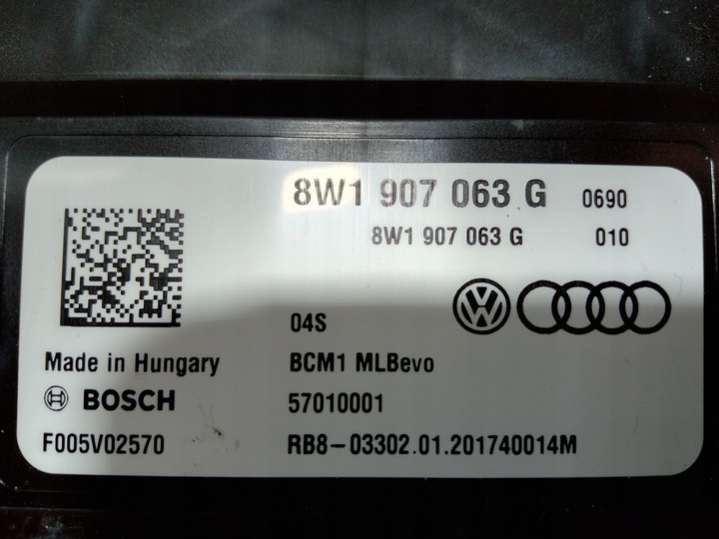 8W1 907 063 G 0690
8W1 907 063 G 010
04S
Made in Hungary BCM1 MLBevo
BOSCH 57010001
F005V02570 RB8-03302.01.201740014M